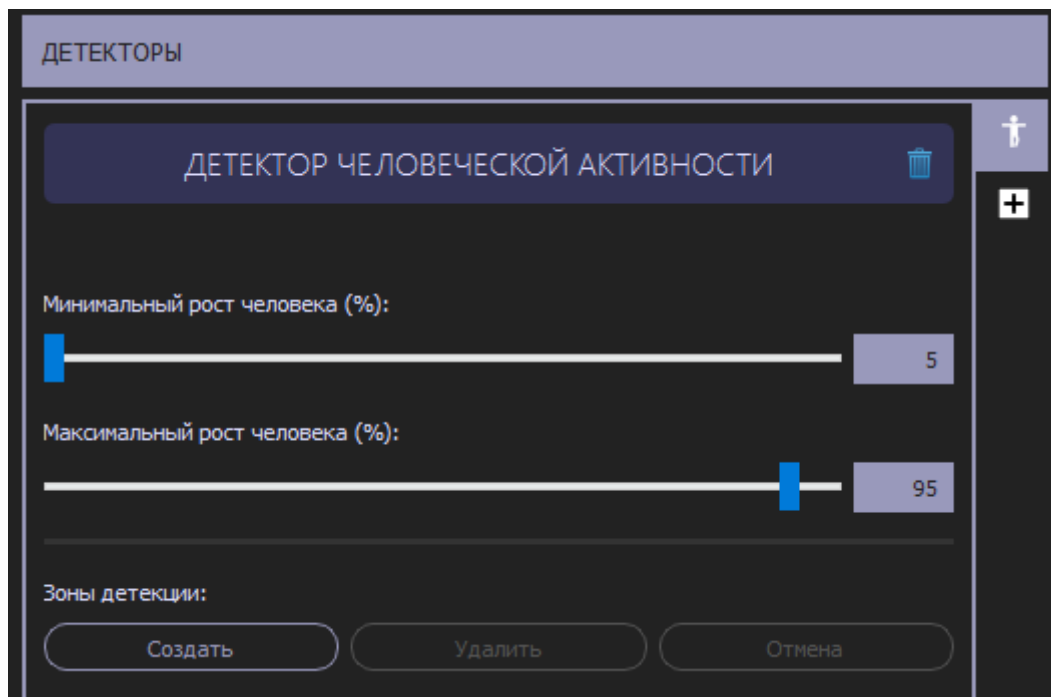 ДЕТЕКТОРЫ
ДЕТЕКТОР ЧЕЛОВЕЧЕСКОЙ АКТИВНОСТИ
Минимальный рост человека (%):
5
Максимальный рост человека (%):
95
Зоны детекции:
Создать Удалить Отмена